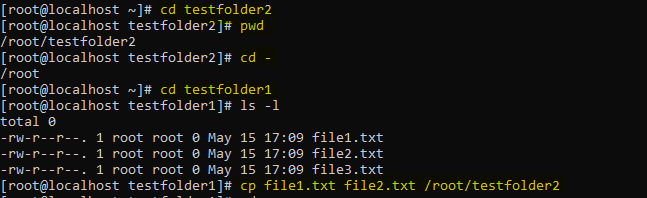 [root@localhost ~]# cd testfolder2
[root@localhost testfolder2]# pwd
/root/testfolder2
[root@localhost testfolder2]# cd -
/root
[root@localhost ~]# cd testfolder1
[root@localhost testfolder1]# ls -l
total 0
-rw-r--r--. 1 root root 0 May 15 17:09 file1.txt
-rw-r--r--. 1 root root 0 May 15 17:09 file2.txt
-rw-r--r--. 1 root root 0 May 15 17:09 file3.txt
[root@localhost testfolder1]# cp file1.txt file2.txt /root/testfolder2